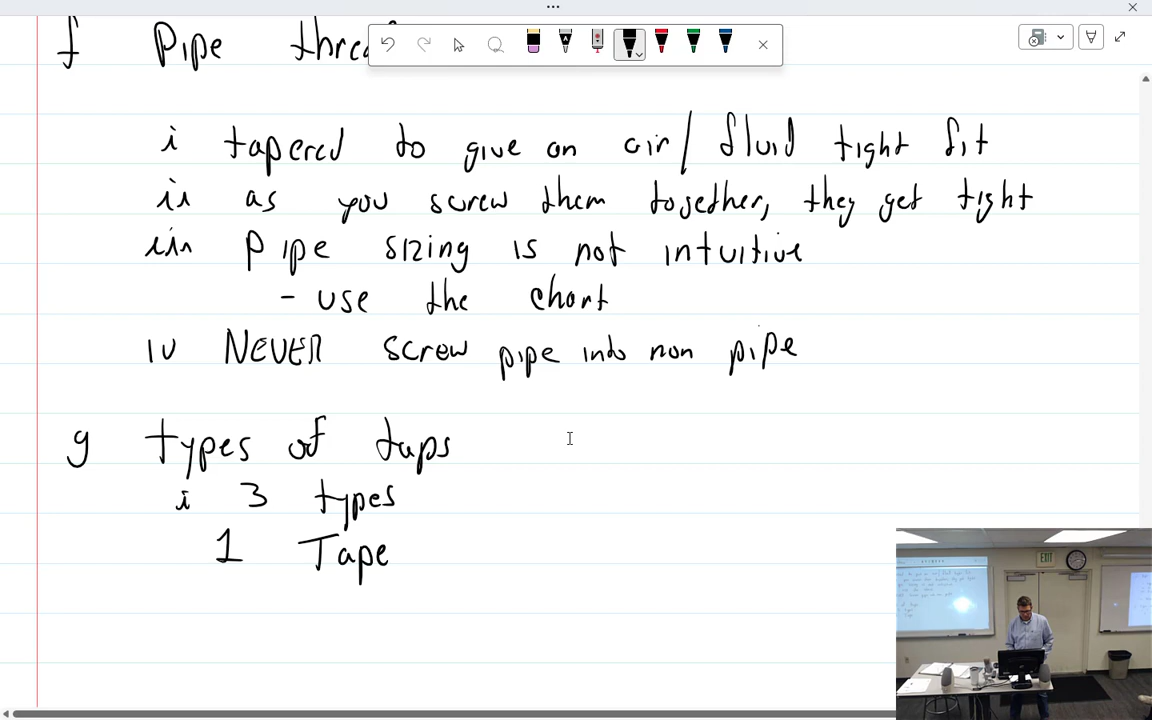 f Pipe thre
i tapered to give an air/fluid tight fit
ii as you screw them together, they get tight
iii Pipe sizing is not intuitive
- use the chart
iv NEVER screw pipe into non pipe
g types of taps
i 3 types
1 Tape
EXIT